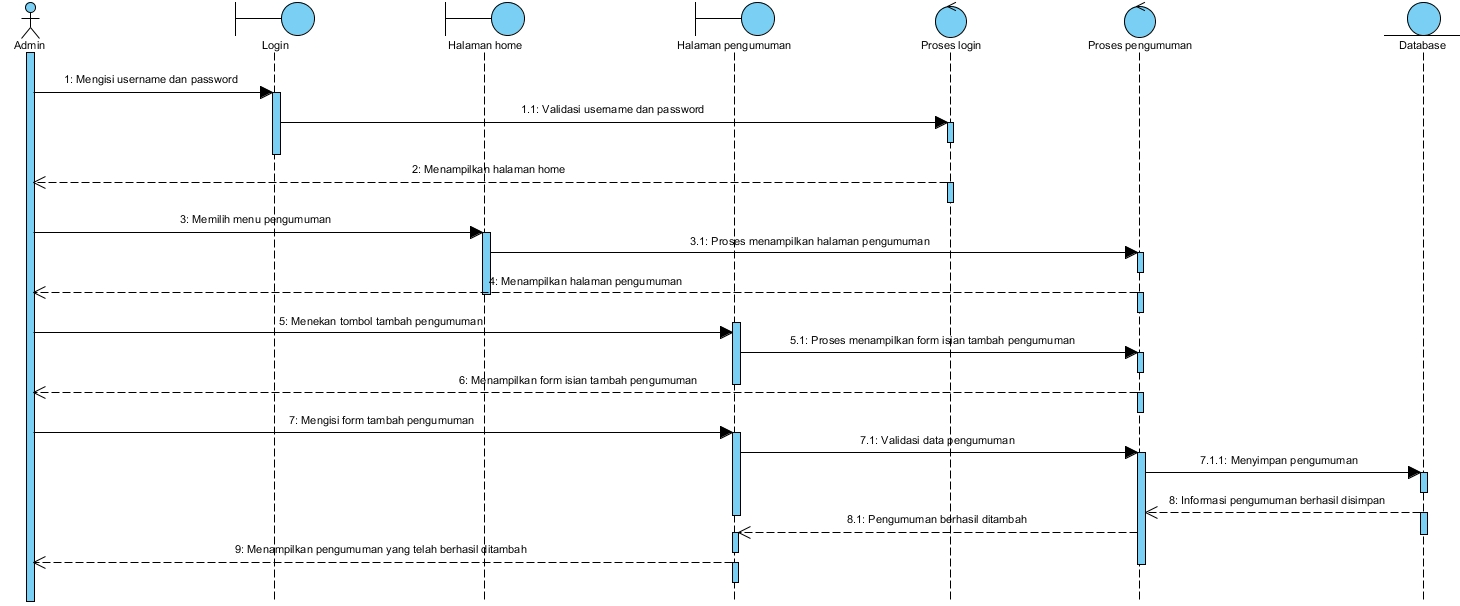 Admin
Login
Halaman home
Halaman pengumuman
Proses login
Proses pengumuman
Database
1: Mengisi username dan password
1.1: Validasi username dan password
2: Menampilkan halaman home
3: Memilih menu pengumuman
3.1: Proses menampilkan halaman pengumuman
4: Menampilkan halaman pengumuman
5: Menekan tombol tambah pengumuman
5.1: Proses menampilkan form isian tambah pengumuman
6: Menampilkan form isian tambah pengumuman
7: Mengisi form tambah pengumuman
7.1: Validasi data pengumuman
7.1.1: Menyimpan pengumuman
8: Informasi pengumuman berhasil disimpan
8.1: Pengumuman berhasil ditambah
9: Menampilkan pengumuman yang telah berhasil ditambah